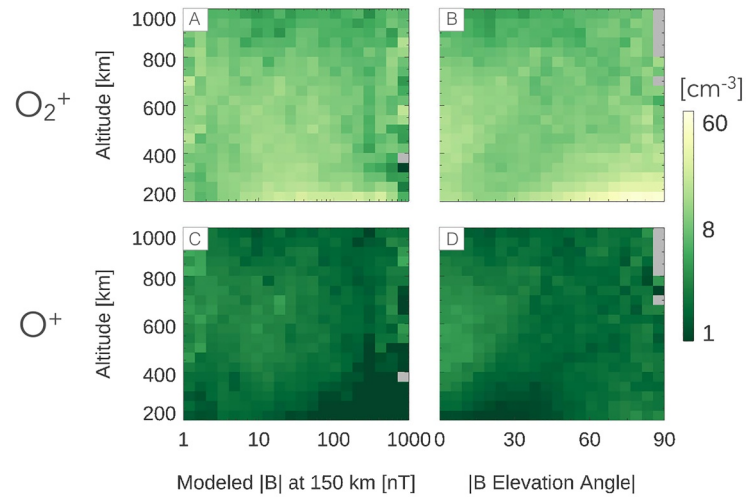 A
B
1000
800
600
400
200
Altitude [km]
O₂⁺
[cm⁻³]
60
8
1
C
D
1000
800
600
400
200
Altitude [km]
O⁺
1 10 100 1000
0 30 60 90
Modeled |B| at 150 km [nT]
|B Elevation Angle|